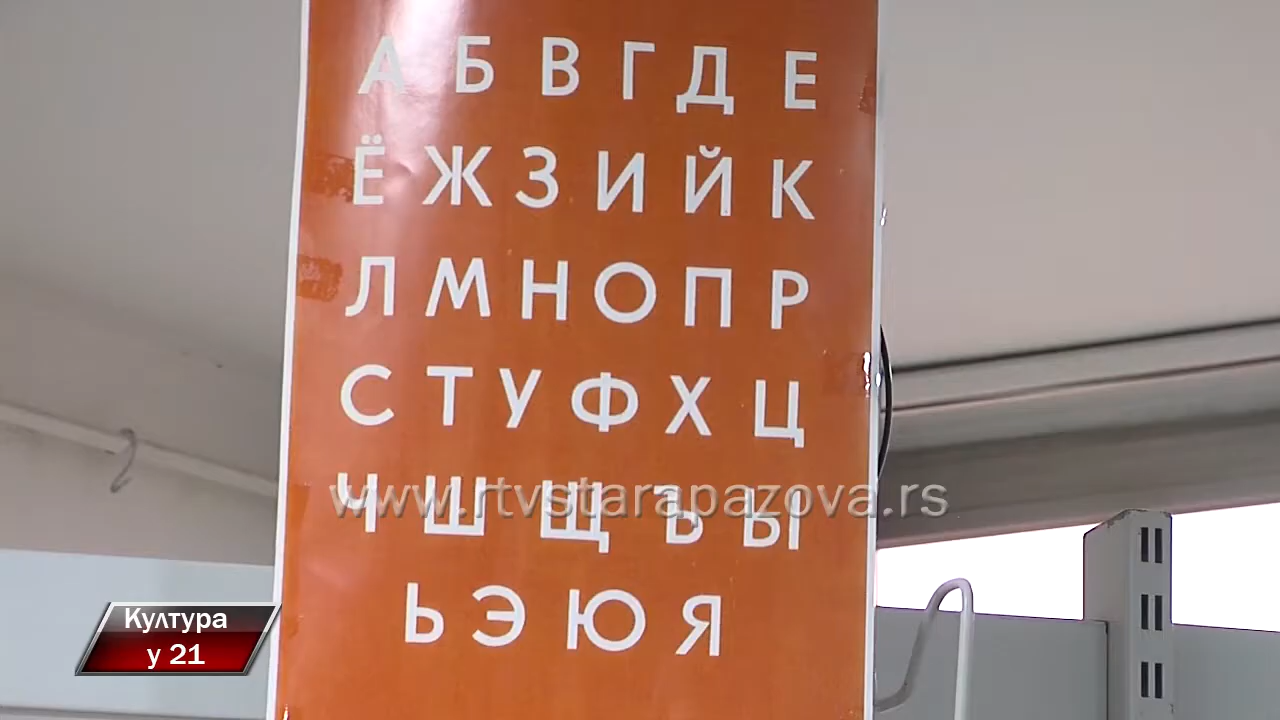 А Б В Г Д Е
Ё Ж З И Й К
Л М Н О П Р
С Т У Ф Х Ц
Ч Ш Щ Ъ Ы
Ь Э Ю Я
www.rtvstarapazova.rs
Култура
у 21